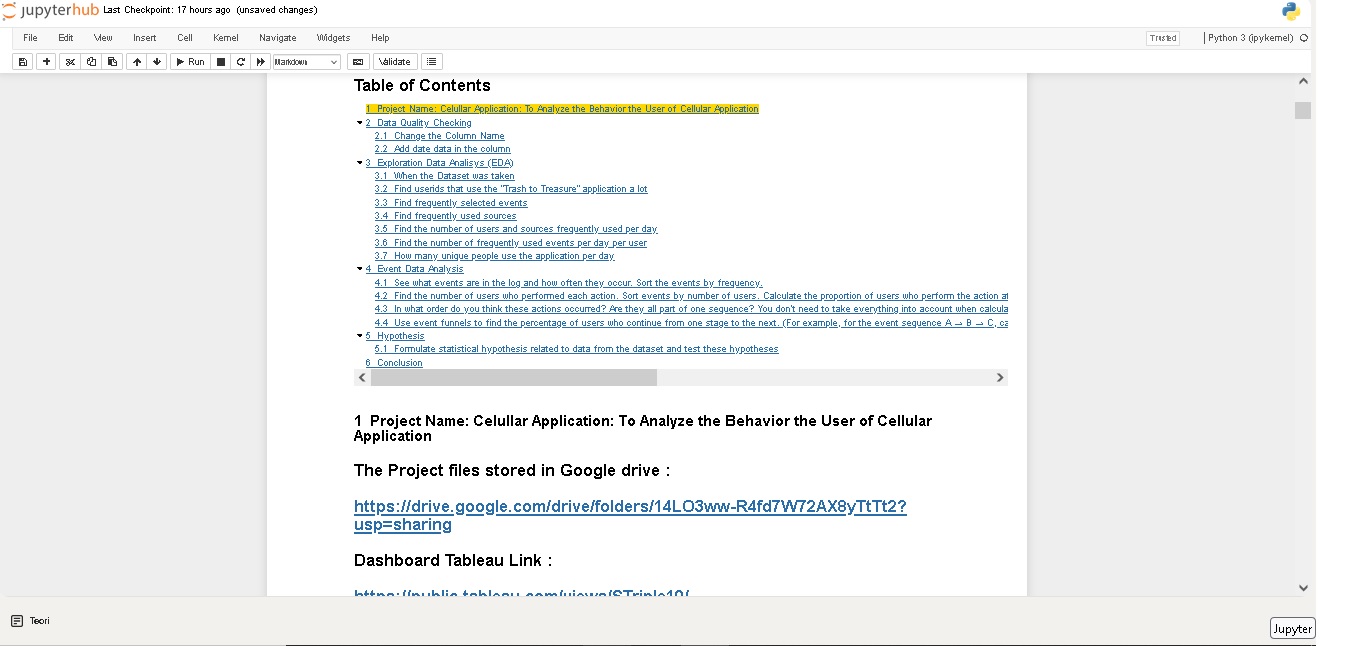 jupyterhub Last Checkpoint: 17 hours ago (unsaved changes)
File Edit View Insert Cell Kernel Navigate Widgets Help Trusted Python 3 (ipykernel)
Run Markdown Validate
Table of Contents
1 Project Name: Celullar Application: To Analyze the Behavior the User of Cellular Application
2 Data Quality Checking
2.1 Change the Column Name
2.2 Add date data in the column
3 Exploration Data Analisys (EDA)
3.1 When the Dataset was taken
3.2 Find userids that use the "Trash to Treasure" application a lot
3.3 Find frequently selected events
3.4 Find frequently used sources
3.5 Find the number of users and sources frequently used per day
3.6 Find the number of frequently used events per day per user
3.7 How many unique people use the application per day
4 Event Data Analysis
4.1 See what events are in the log and how often they occur. Sort the events by frequency.
4.2 Find the number of users who performed each action. Sort events by number of users. Calculate the proportion of users who perform the action at
4.3 In what order do you think these actions occurred? Are they all part of one sequence? You don't need to take everything into account when calcula
4.4 Use event funnels to find the percentage of users who continue from one stage to the next. (For example, for the event sequence A → B → C, ca
5 Hypothesis
5.1 Formulate statistical hypothesis related to data from the dataset and test these hypotheses
6 Conclusion
1 Project Name: Celullar Application: To Analyze the Behavior the User of Cellular
Application
The Project files stored in Google drive :
https://drive.google.com/drive/folders/14LO3ww-R4fd7W72AX8yTtTt2?
usp=sharing
Dashboard Tableau Link :
https://public.tableau.com/views/STriple10/
Teori
Jupyter